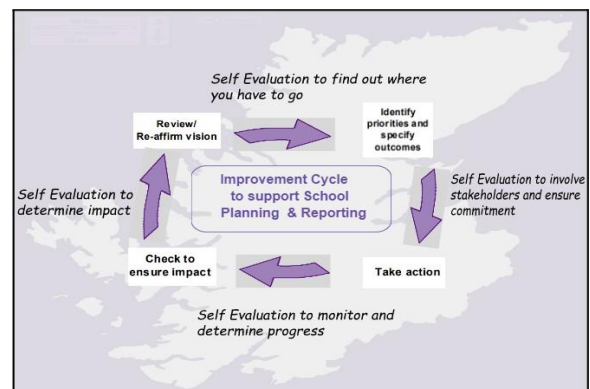 Self Evaluation to find out where
you have to go
Review/
Re-affirm vision
Identify
priorities and
specify
outcomes
Self Evaluation to
determine impact
Improvement Cycle
to support School
Planning & Reporting
Self Evaluation to involve
stakeholders and ensure
commitment
Check to
ensure impact
Take action
Self Evaluation to monitor and
determine progress